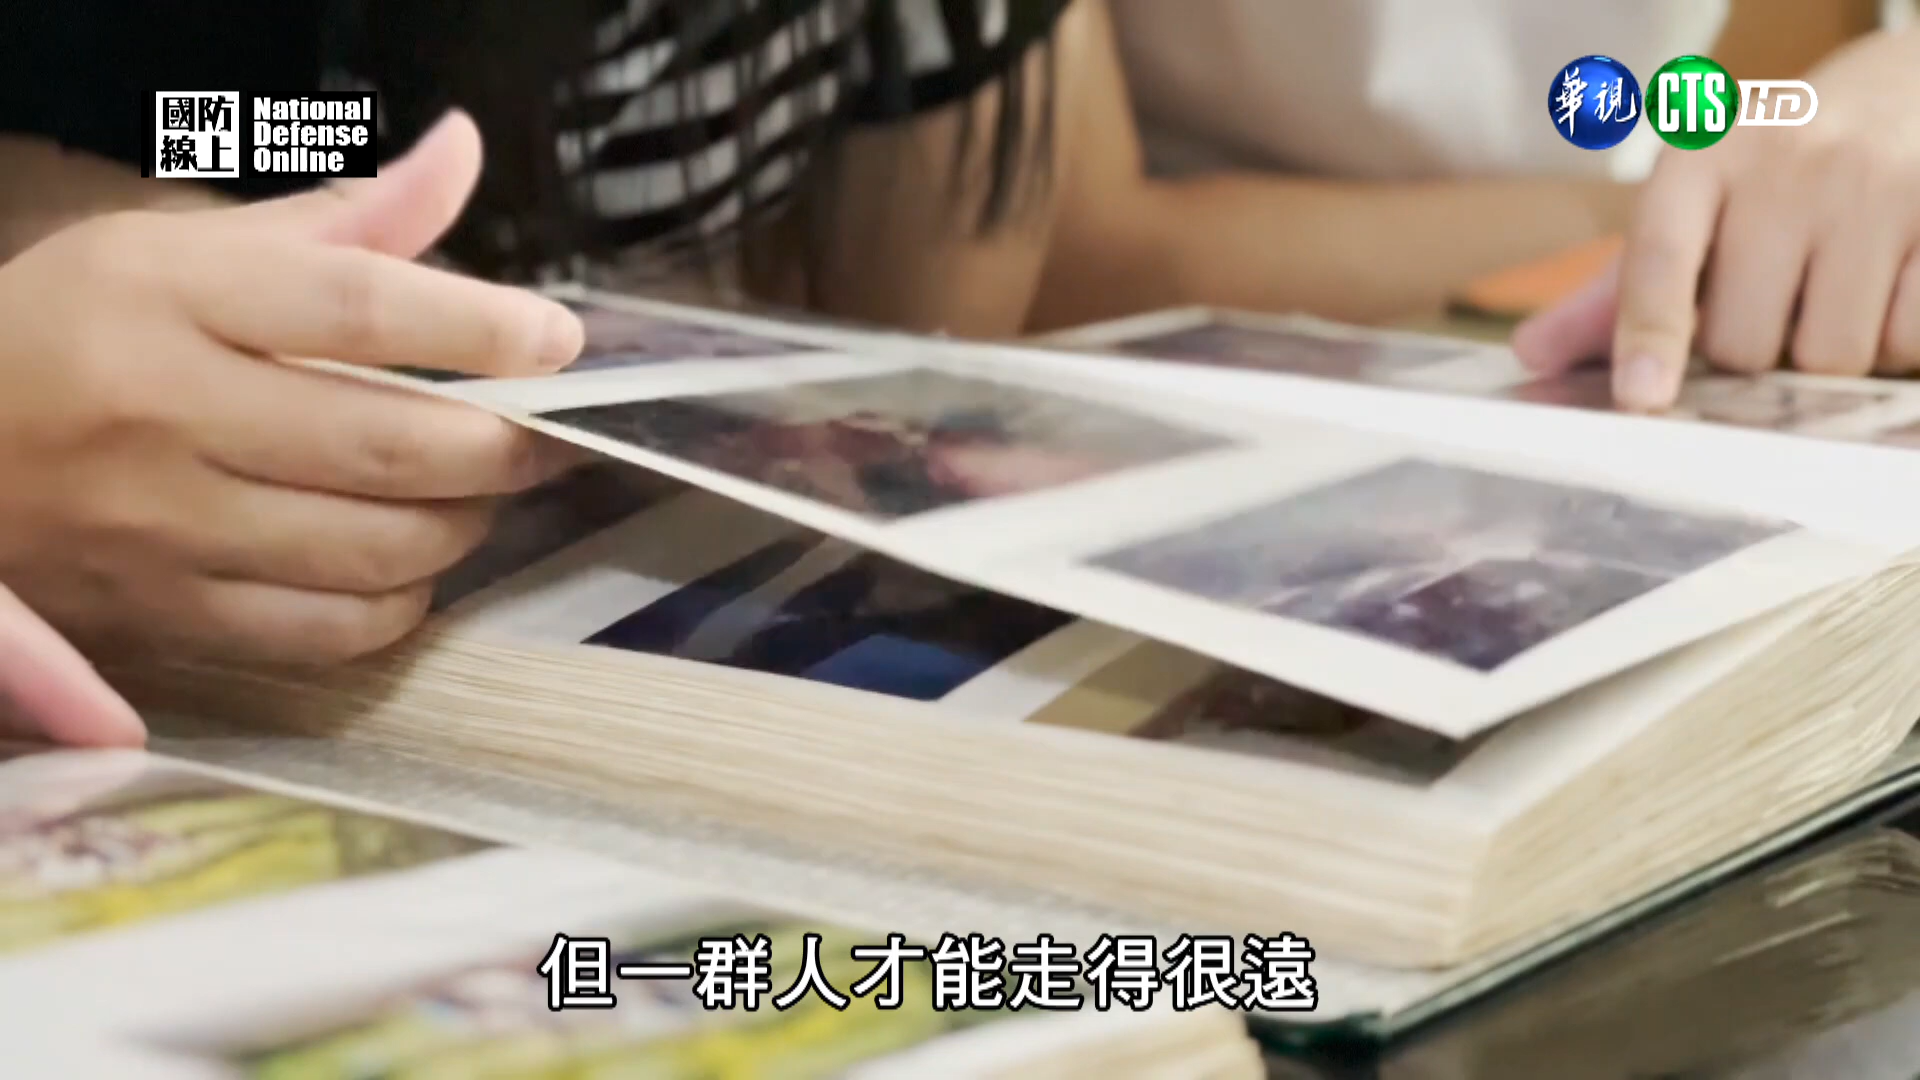 國防
線上
National
Defense
Online
華視 CTS HD
但一群人才能走得很遠